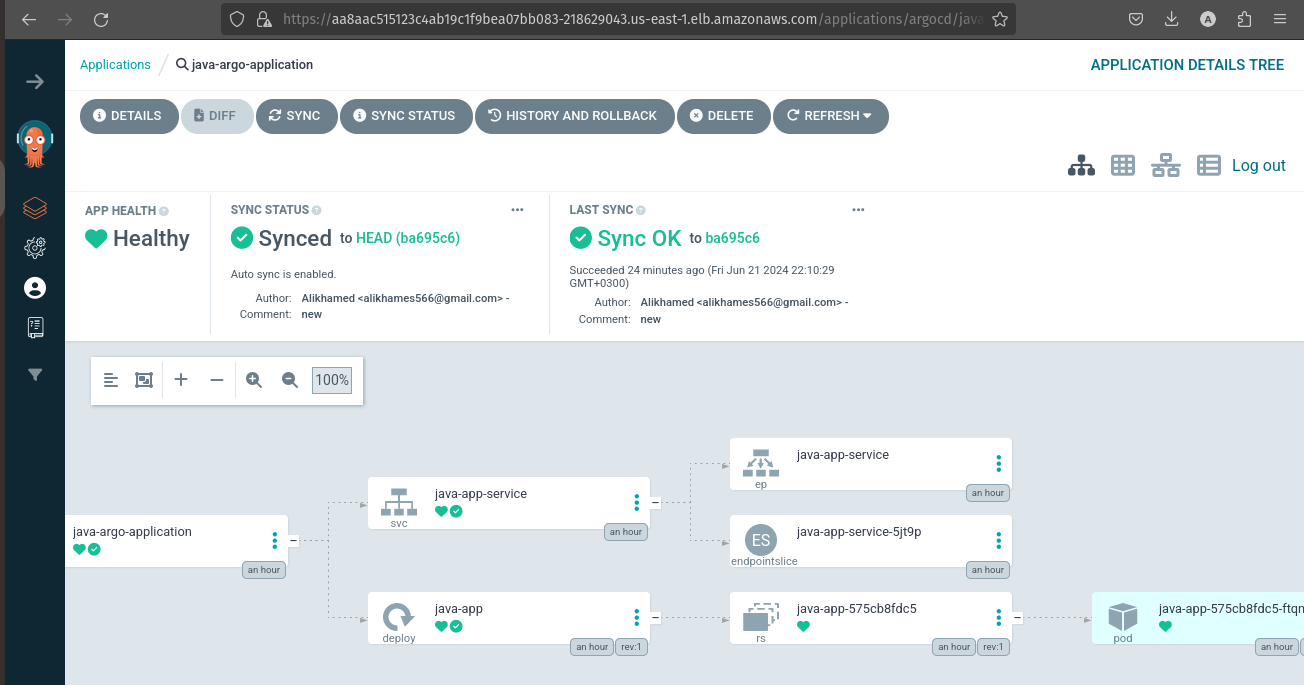 https://aa8aac515123c4ab19c1f9bea07bb083-218629043.us-east-1.elb.amazonaws.com/applications/argocd/java
A
Applications / java-argo-application
APPLICATION DETAILS TREE
DETAILS DIFF SYNC SYNC STATUS HISTORY AND ROLLBACK DELETE REFRESH
Log out
APP HEALTH
Healthy
SYNC STATUS
Synced to HEAD (ba695c6)
Auto sync is enabled.
Author: Alikhamed <alikhames566@gmail.com> -
Comment: new
LAST SYNC
Sync OK to ba695c6
Succeeded 24 minutes ago (Fri Jun 21 2024 22:10:29
GMT+0300)
Author: Alikhamed <alikhames566@gmail.com> -
Comment: new
100%
java-argo-application
an hour
java-app-service
svc
an hour
java-app
deploy
an hour rev:1
java-app-service
ep
an hour
ES
java-app-service-5jt9p
endpointslice
an hour
java-app-575cb8fdc5
rs
an hour rev:1
java-app-575cb8fdc5-ftqn
pod
an hour